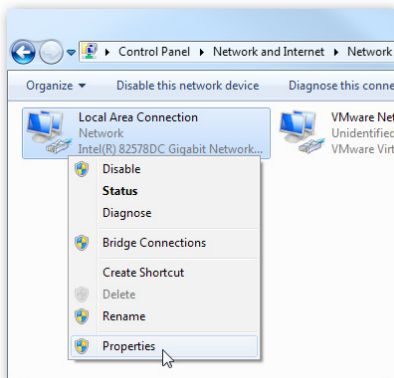 Control Panel ▸ Network and Internet ▸ Network
Organize ▾ Disable this network device Diagnose this conne
Local Area Connection
Network
Intel(R) 82578DC Gigabit Network...
VMware Net
Unidentified
VMware Virt
Disable
Status
Diagnose
Bridge Connections
Create Shortcut
Delete
Rename
Properties